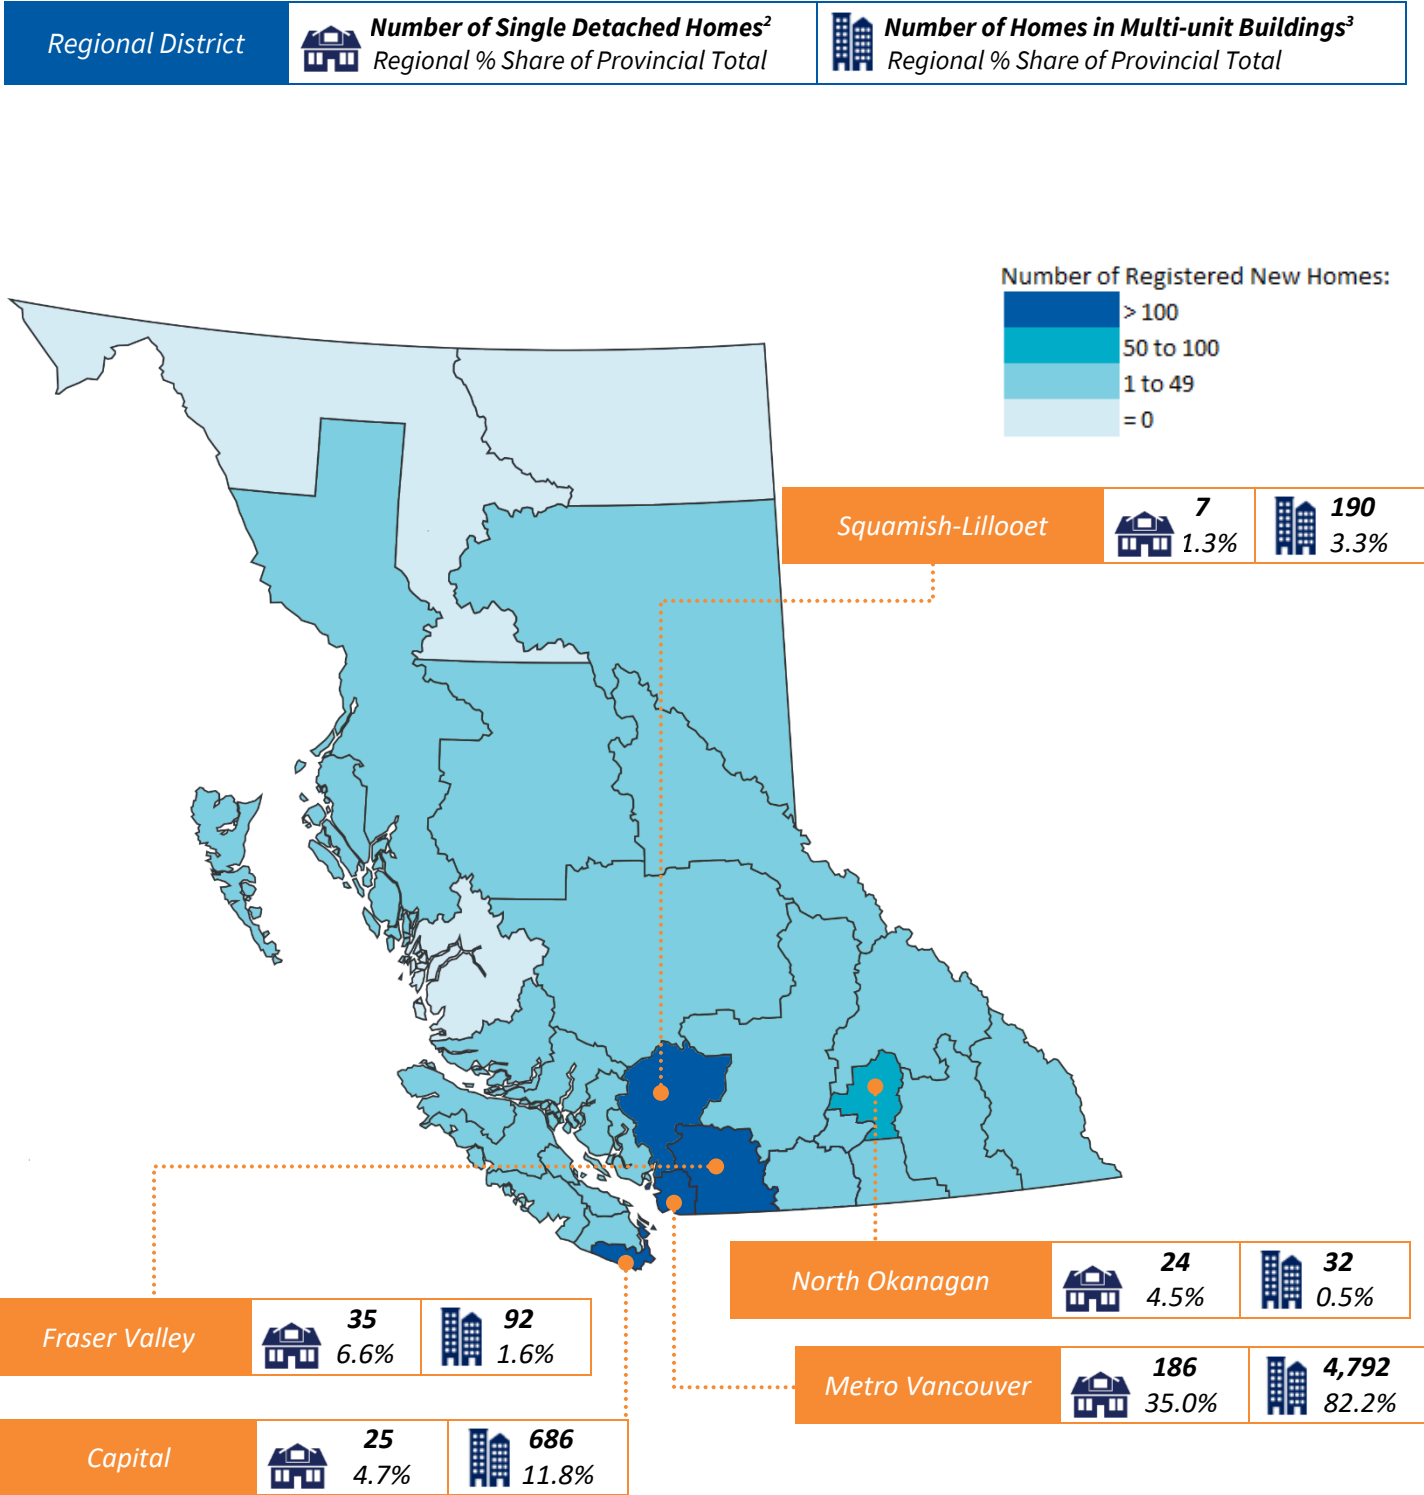 Regional District
Number of Single Detached Homes²
Regional % Share of Provincial Total
Number of Homes in Multi-unit Buildings³
Regional % Share of Provincial Total
Number of Registered New Homes:
> 100
50 to 100
1 to 49
= 0
Squamish-Lillooet
7
1.3%
190
3.3%
North Okanagan
24
4.5%
32
0.5%
Fraser Valley
35
6.6%
92
1.6%
Metro Vancouver
186
35.0%
4,792
82.2%
Capital
25
4.7%
686
11.8%